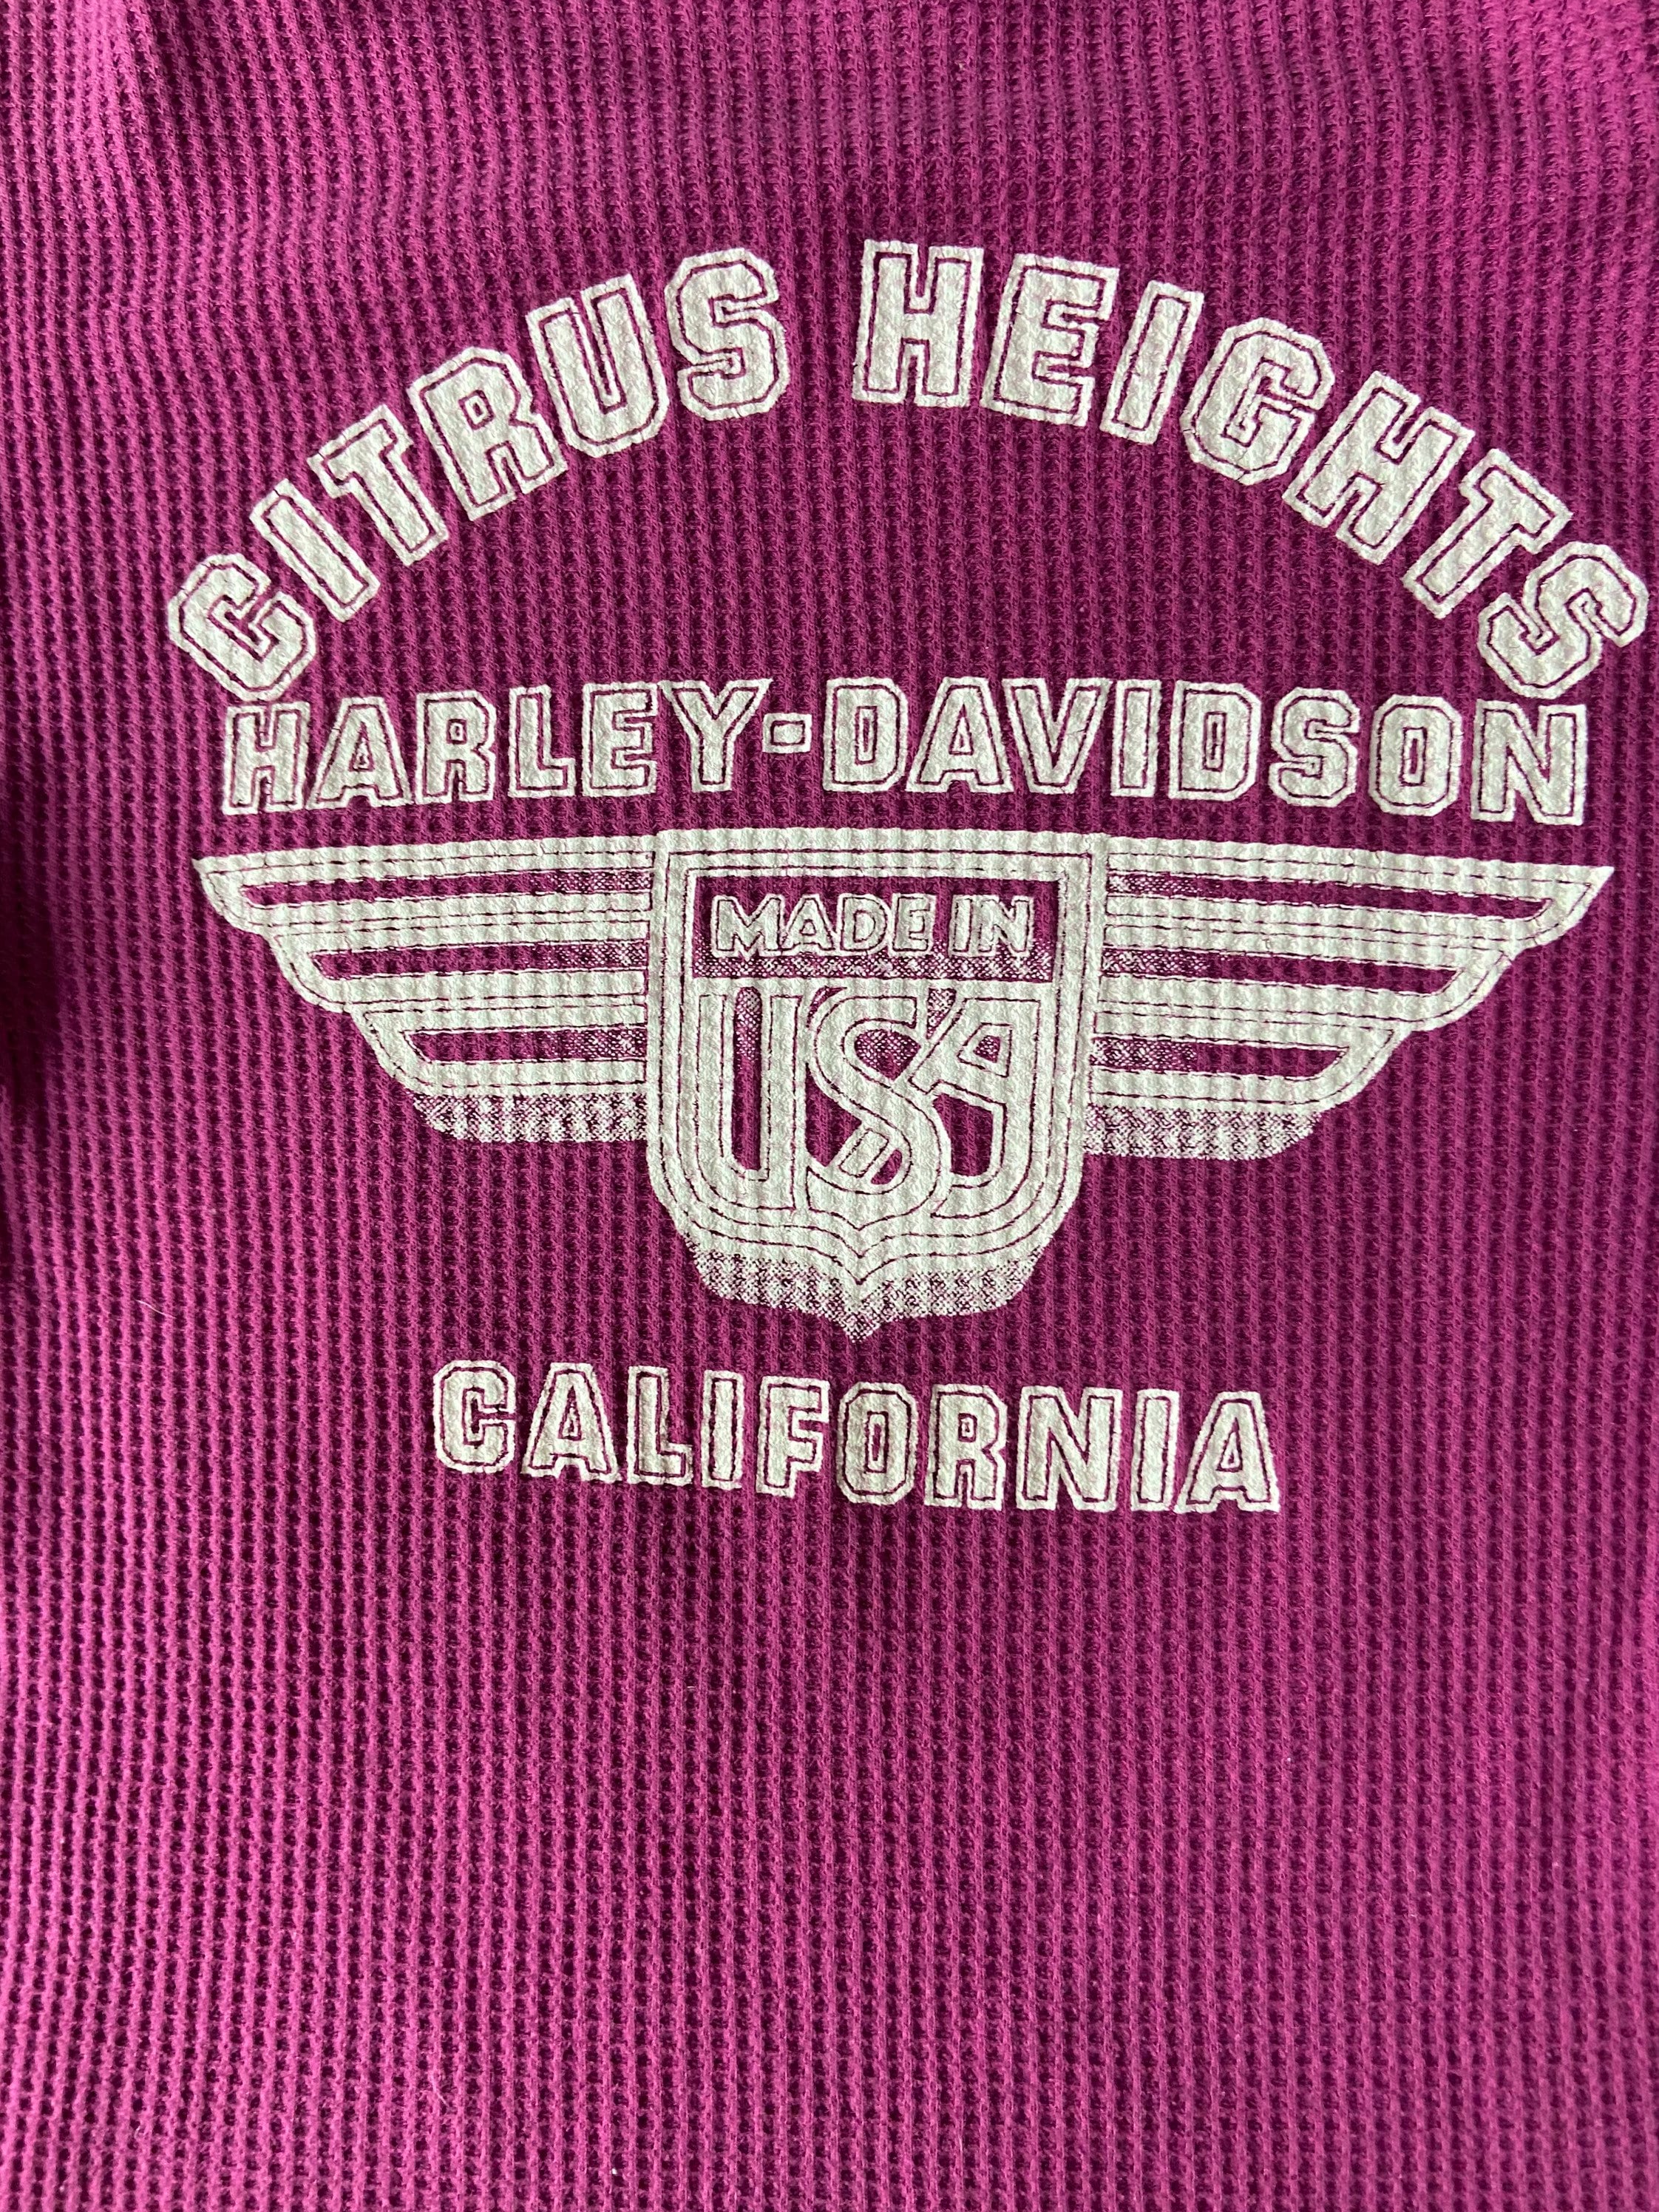 CITRUS HEIGHTS
HARLEY-DAVIDSON
MADE IN
USA
CALIFORNIA